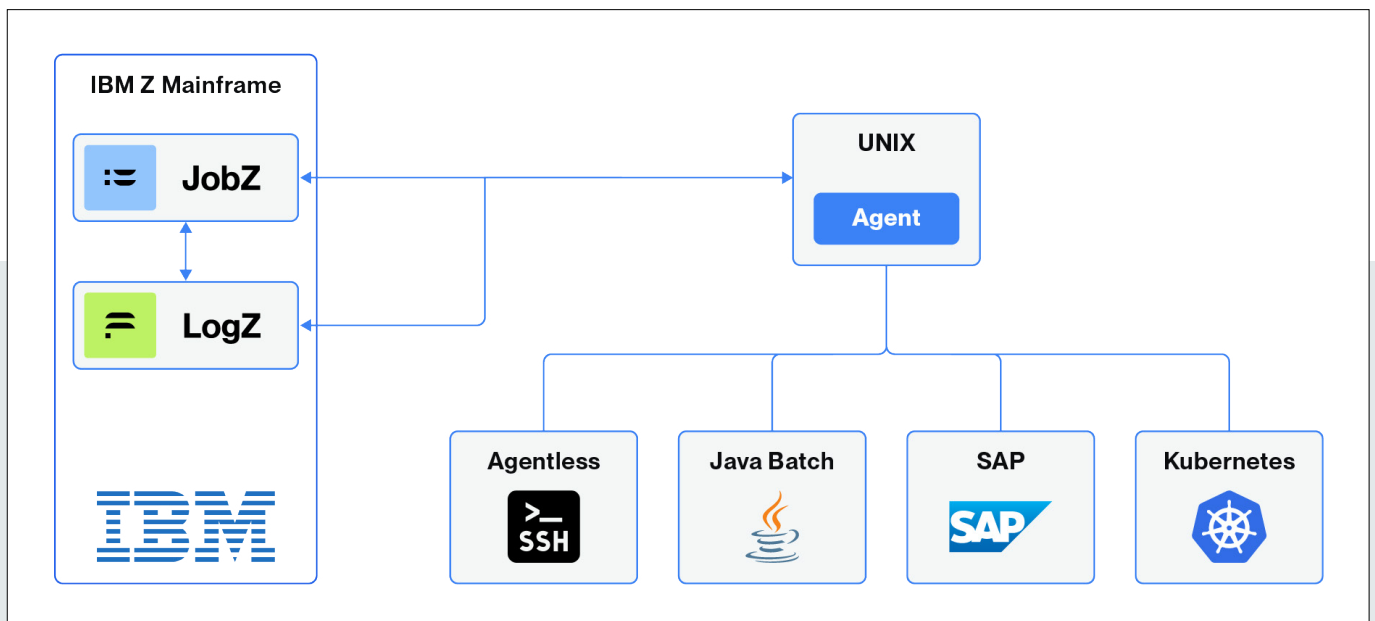 IBM Z Mainframe
JobZ
LogZ
IBM
UNIX
Agent
Agentless
>_
SSH
Java Batch
SAP
SAP
Kubernetes